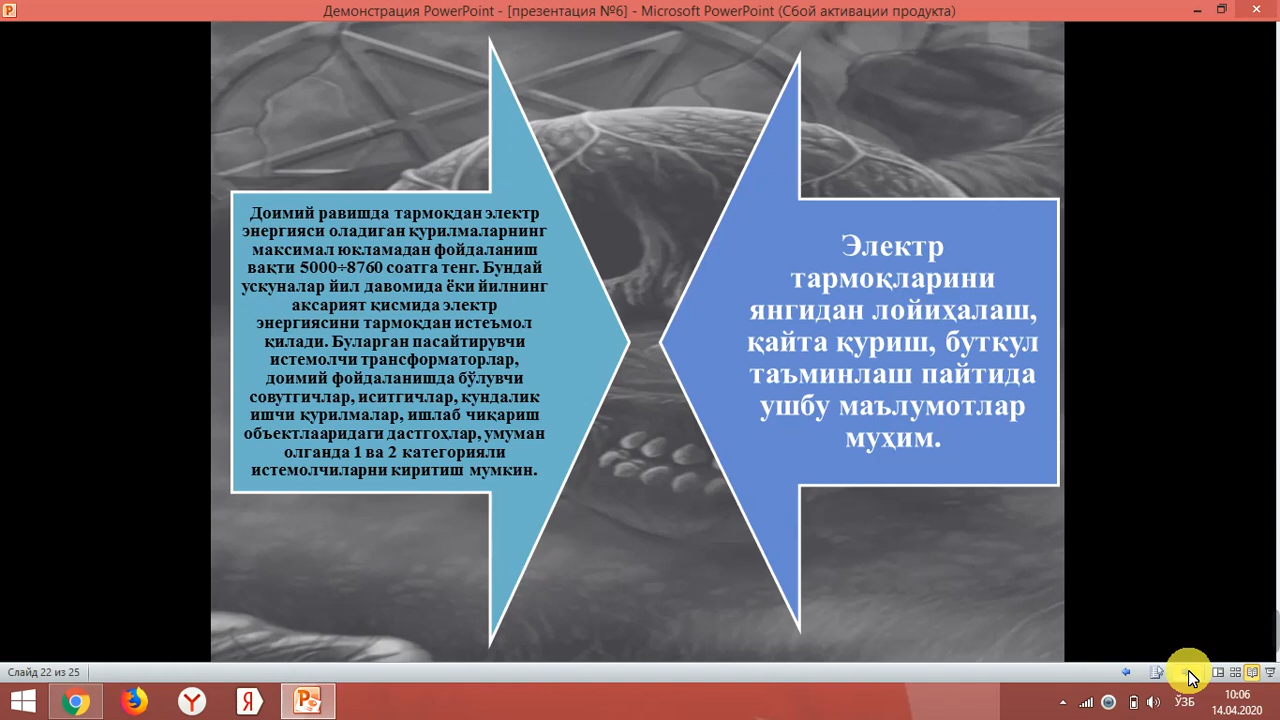 Демонстрация PowerPoint - [презентация №6] - Microsoft PowerPoint (Сбой активации продукта)
Доимий равишда тармоқдан электр
энергияси оладиган қурилмаларнинг
максимал юкламадан фойдаланиш
вақти 5000÷8760 соатга тенг. Бундай
ускуналар йил давомида ёки йилнинг
аксарият қисмида электр
энергиясини тармоқдан истеъмол
қилади. Буларган пасайтирувчи
истемолчи трансформаторлар,
доимий фойдаланишда бўлувчи
совутгичлар, иситгичлар, кундалик
ишчи қурилмалар, ишлаб чиқариш
объектлааридаги дастгоҳлар, умуман
олганда 1 ва 2 категорияли
истемолчиларни киритиш мумкин.
Электр
тармоқларини
янгидан лойиҳалаш,
қайта қуриш, буткул
таъминлаш пайтида
ушбу маълумотлар
муҳим.
Слайд 22 из 25
ЎЗБ
10:06
14.04.2020